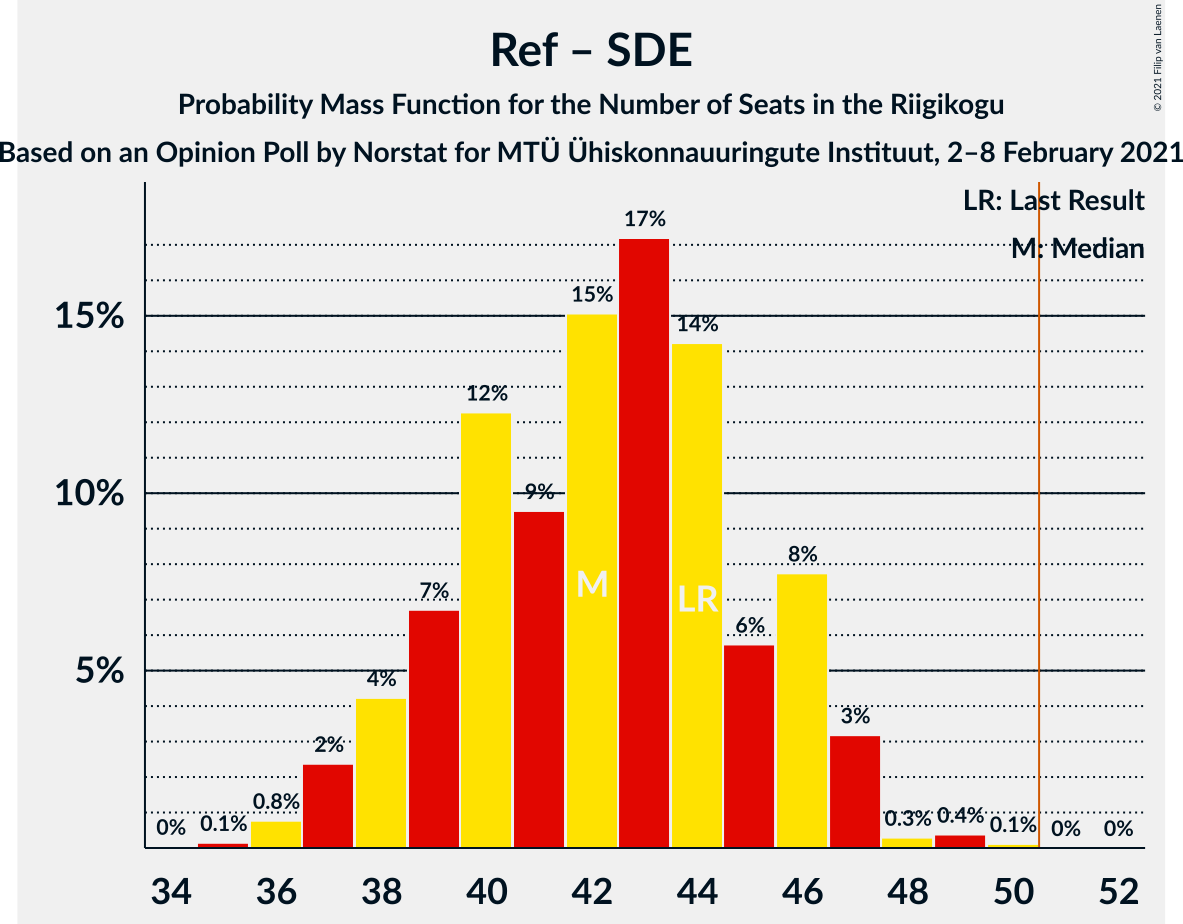 Ref – SDE
Probability Mass Function for the Number of Seats in the Riigikogu
Based on an Opinion Poll by Norstat for MTÜ Ühiskonnauuringute Instituut, 2–8 February 2021
© 2021 Filip van Laenen
LR: Last Result
M: Median
17%
15%
14%
12%
9%
8%
7%
6%
4%
3%
2%
0.8%
0%
0.1%
0.3%
0.4%
0.1%
0%
0%
M
LR
15%
10%
5%
34 36 38 40 42 44 46 48 50 52